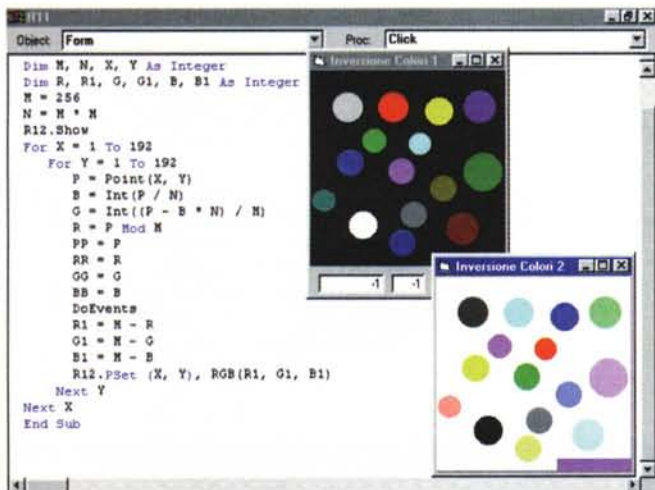 R11
Object: Form Proc: Click
Dim M, N, X, Y As Integer
Dim R, R1, G, G1, B, B1 As Integer
M = 256
N = M * M
R12.Show
For X = 1 To 192
For Y = 1 To 192
P = Point(X, Y)
B = Int(P / N)
G = Int((P - B * N) / M)
R = P Mod M
PP = P
RR = R
GG = G
BB = B
DoEvents
R1 = M - R
G1 = M - G
B1 = M - B
R12.PSet (X, Y), RGB(R1, G1, B1)
Next Y
Next X
End Sub
Inversione Colori 1
-1 -1
Inversione Colori 2